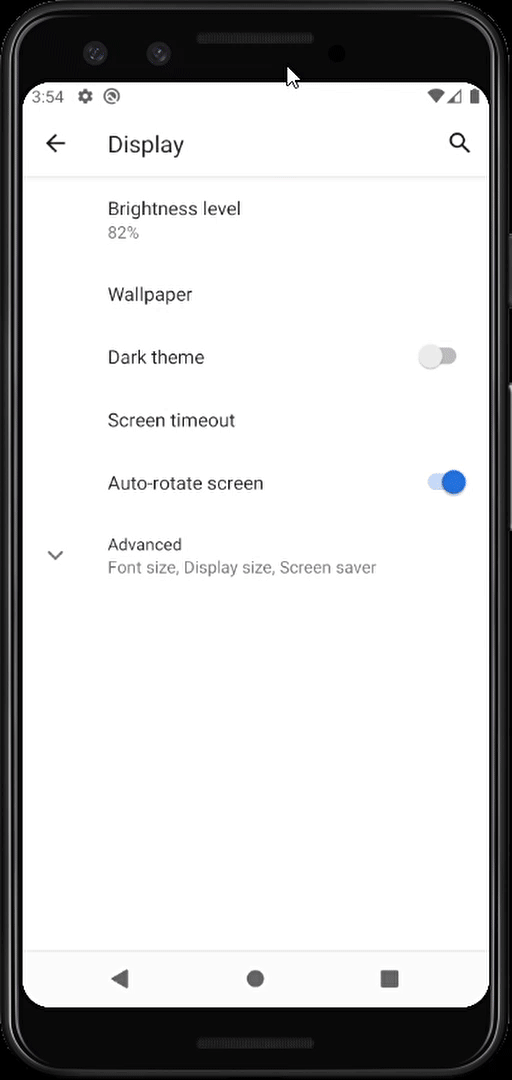 3:54
Display
Brightness level
82%
Wallpaper
Dark theme
Screen timeout
Auto-rotate screen
Advanced
Font size, Display size, Screen saver